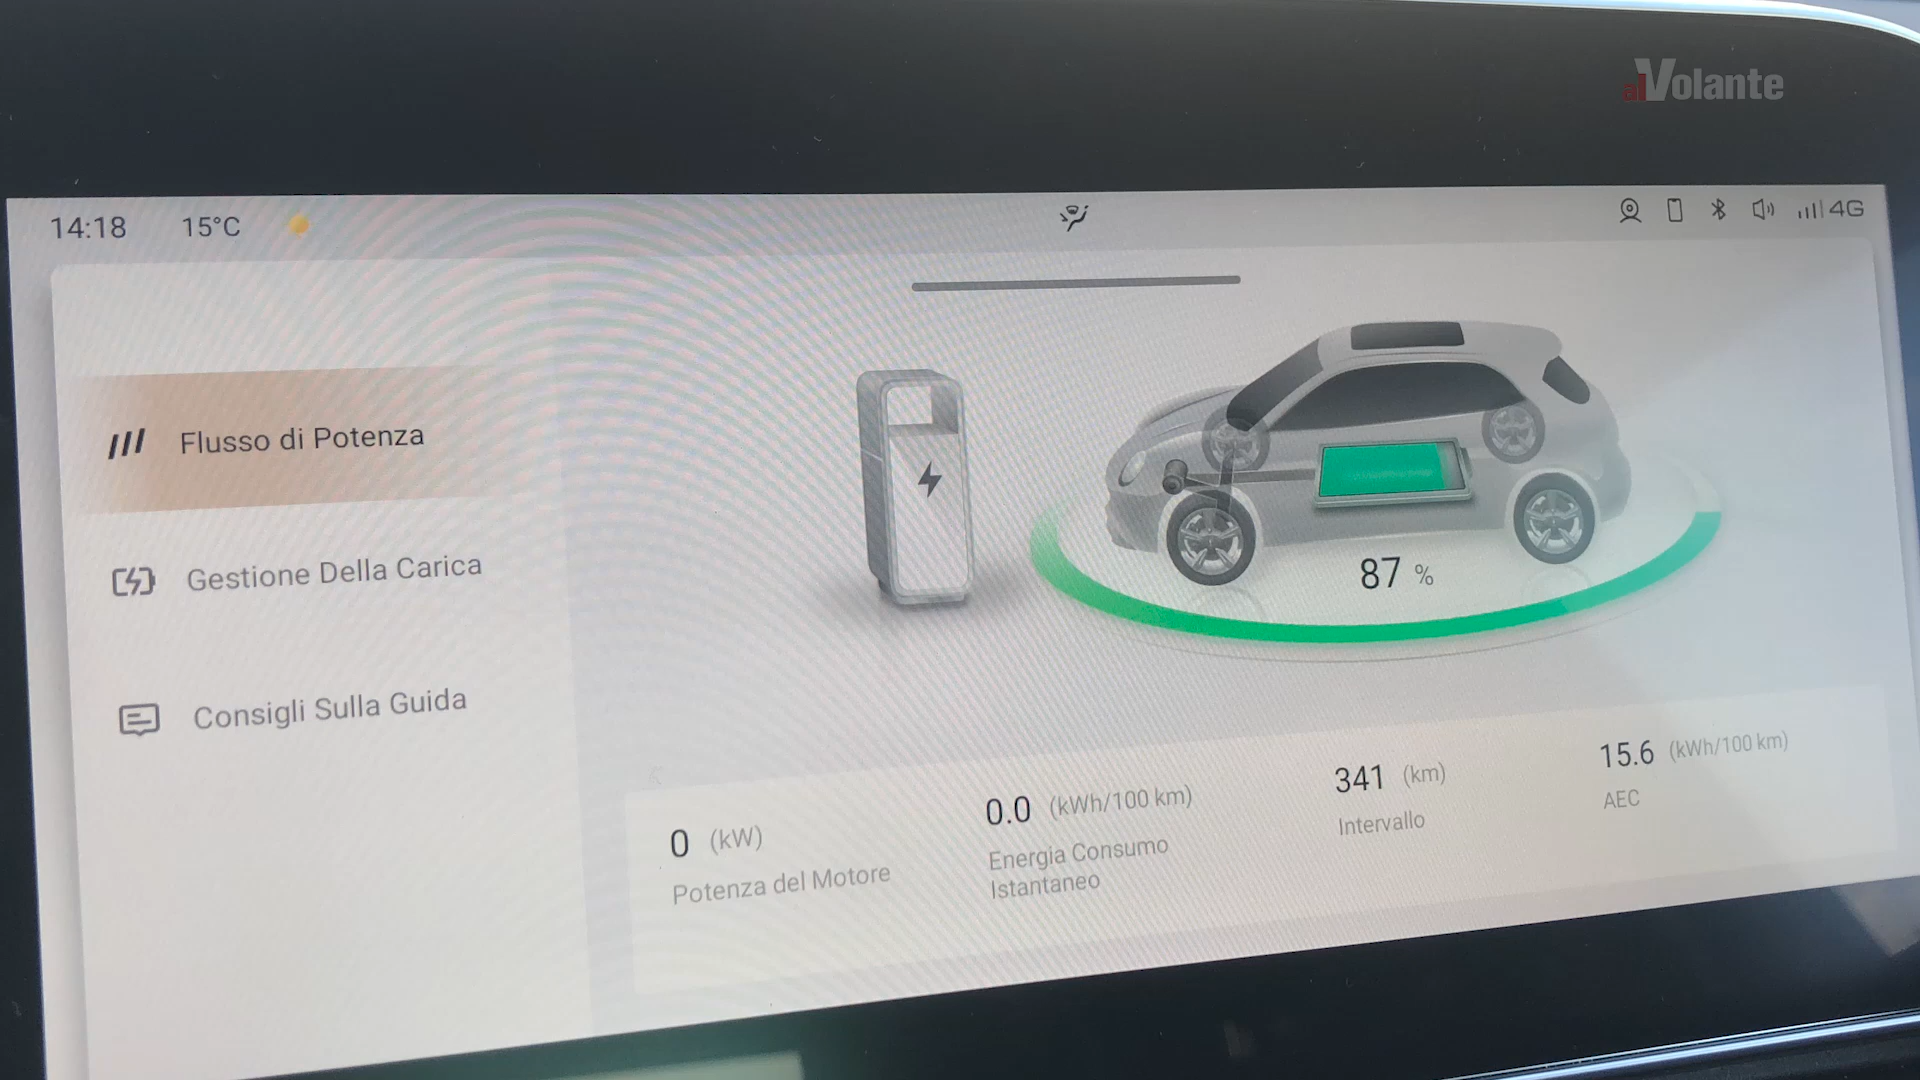 alVolante
14:18 15°C 4G
Flusso di Potenza
Gestione Della Carica
Consigli Sulla Guida
87 %
0 (kW)
Potenza del Motore
0.0 (kWh/100 km)
Energia Consumo
Istantaneo
341 (km)
Intervallo
15.6 (kWh/100 km)
AEC